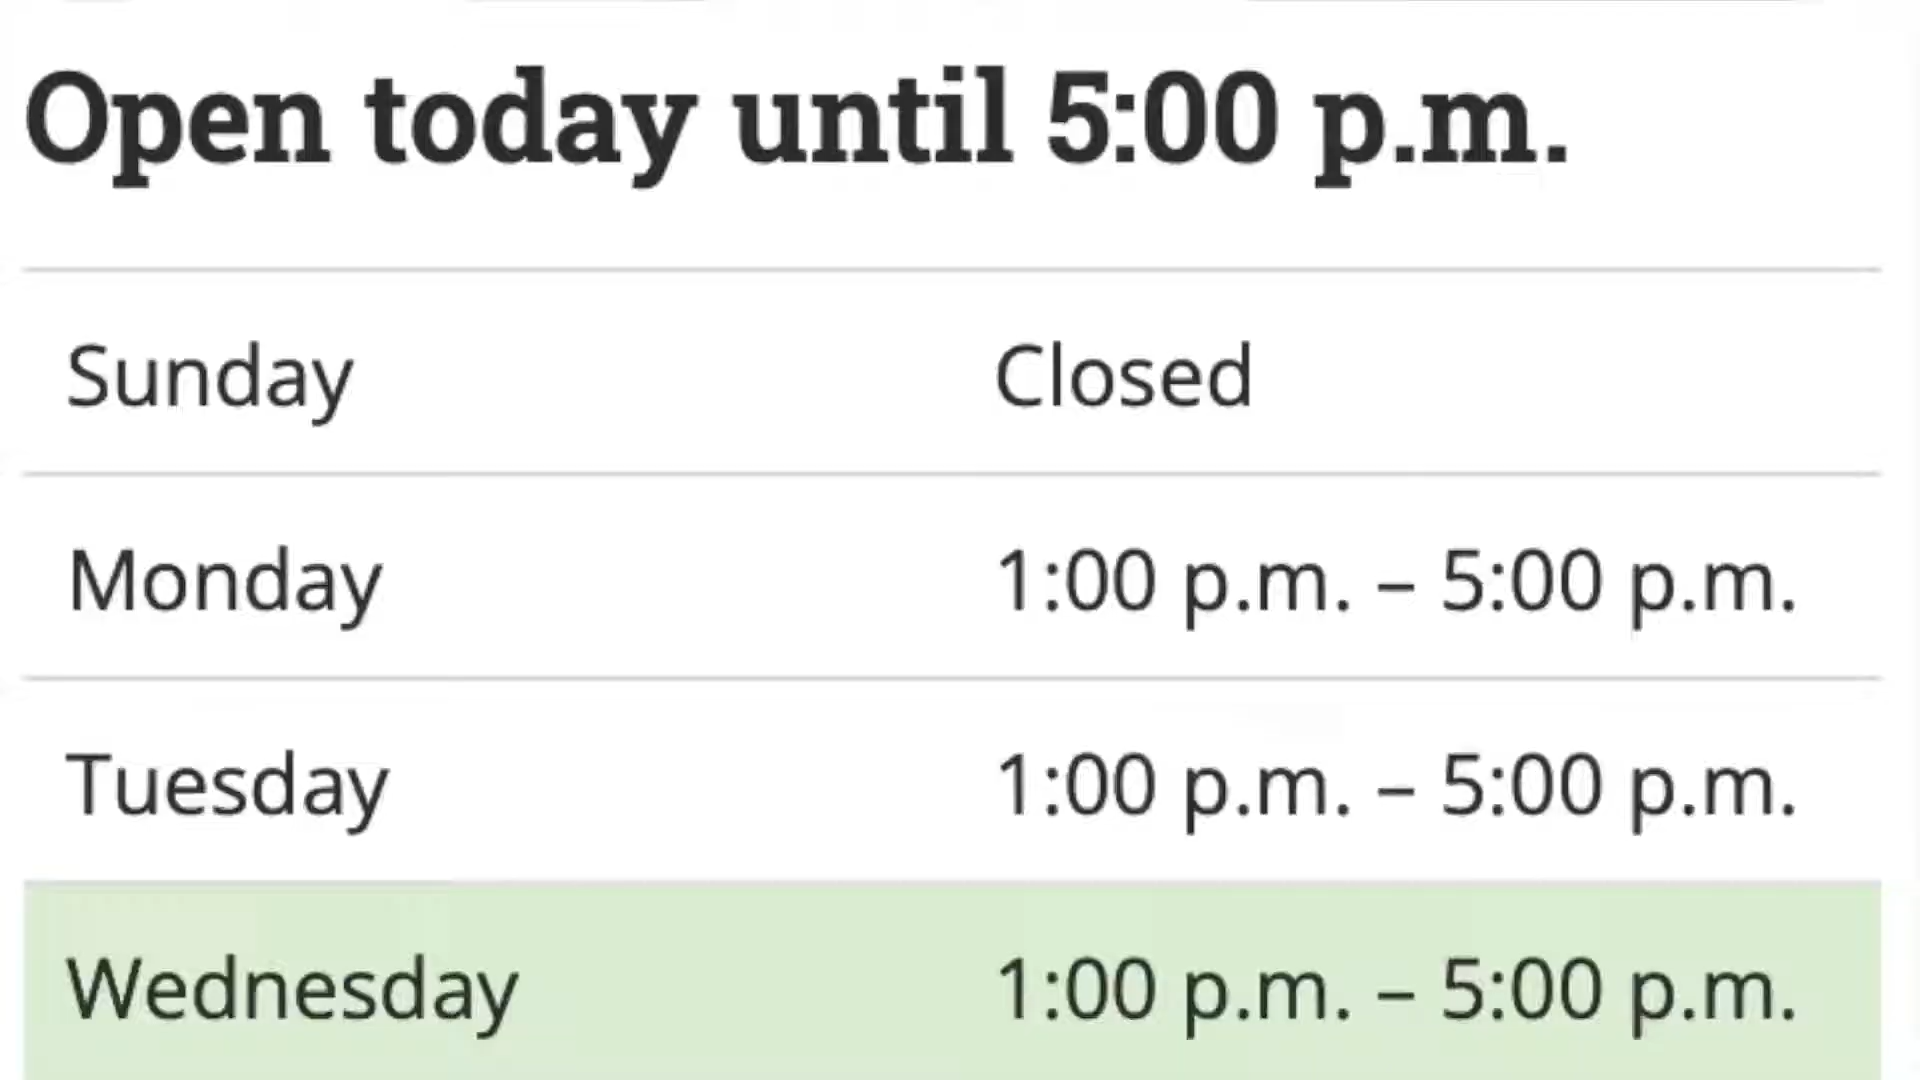 Open today until 5:00 p.m.
Sunday Closed
Monday 1:00 p.m. – 5:00 p.m.
Tuesday 1:00 p.m. – 5:00 p.m.
Wednesday 1:00 p.m. – 5:00 p.m.